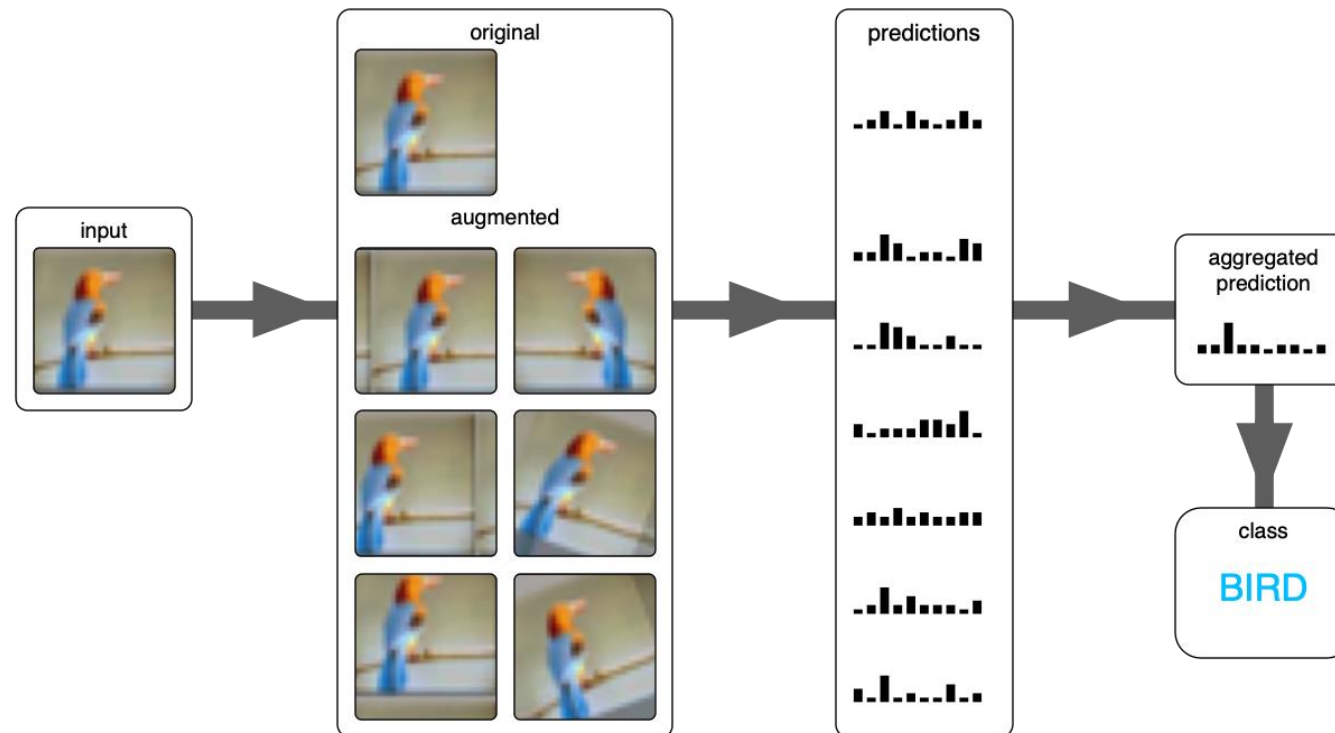 input
original
augmented
predictions
aggregated
prediction
class
BIRD